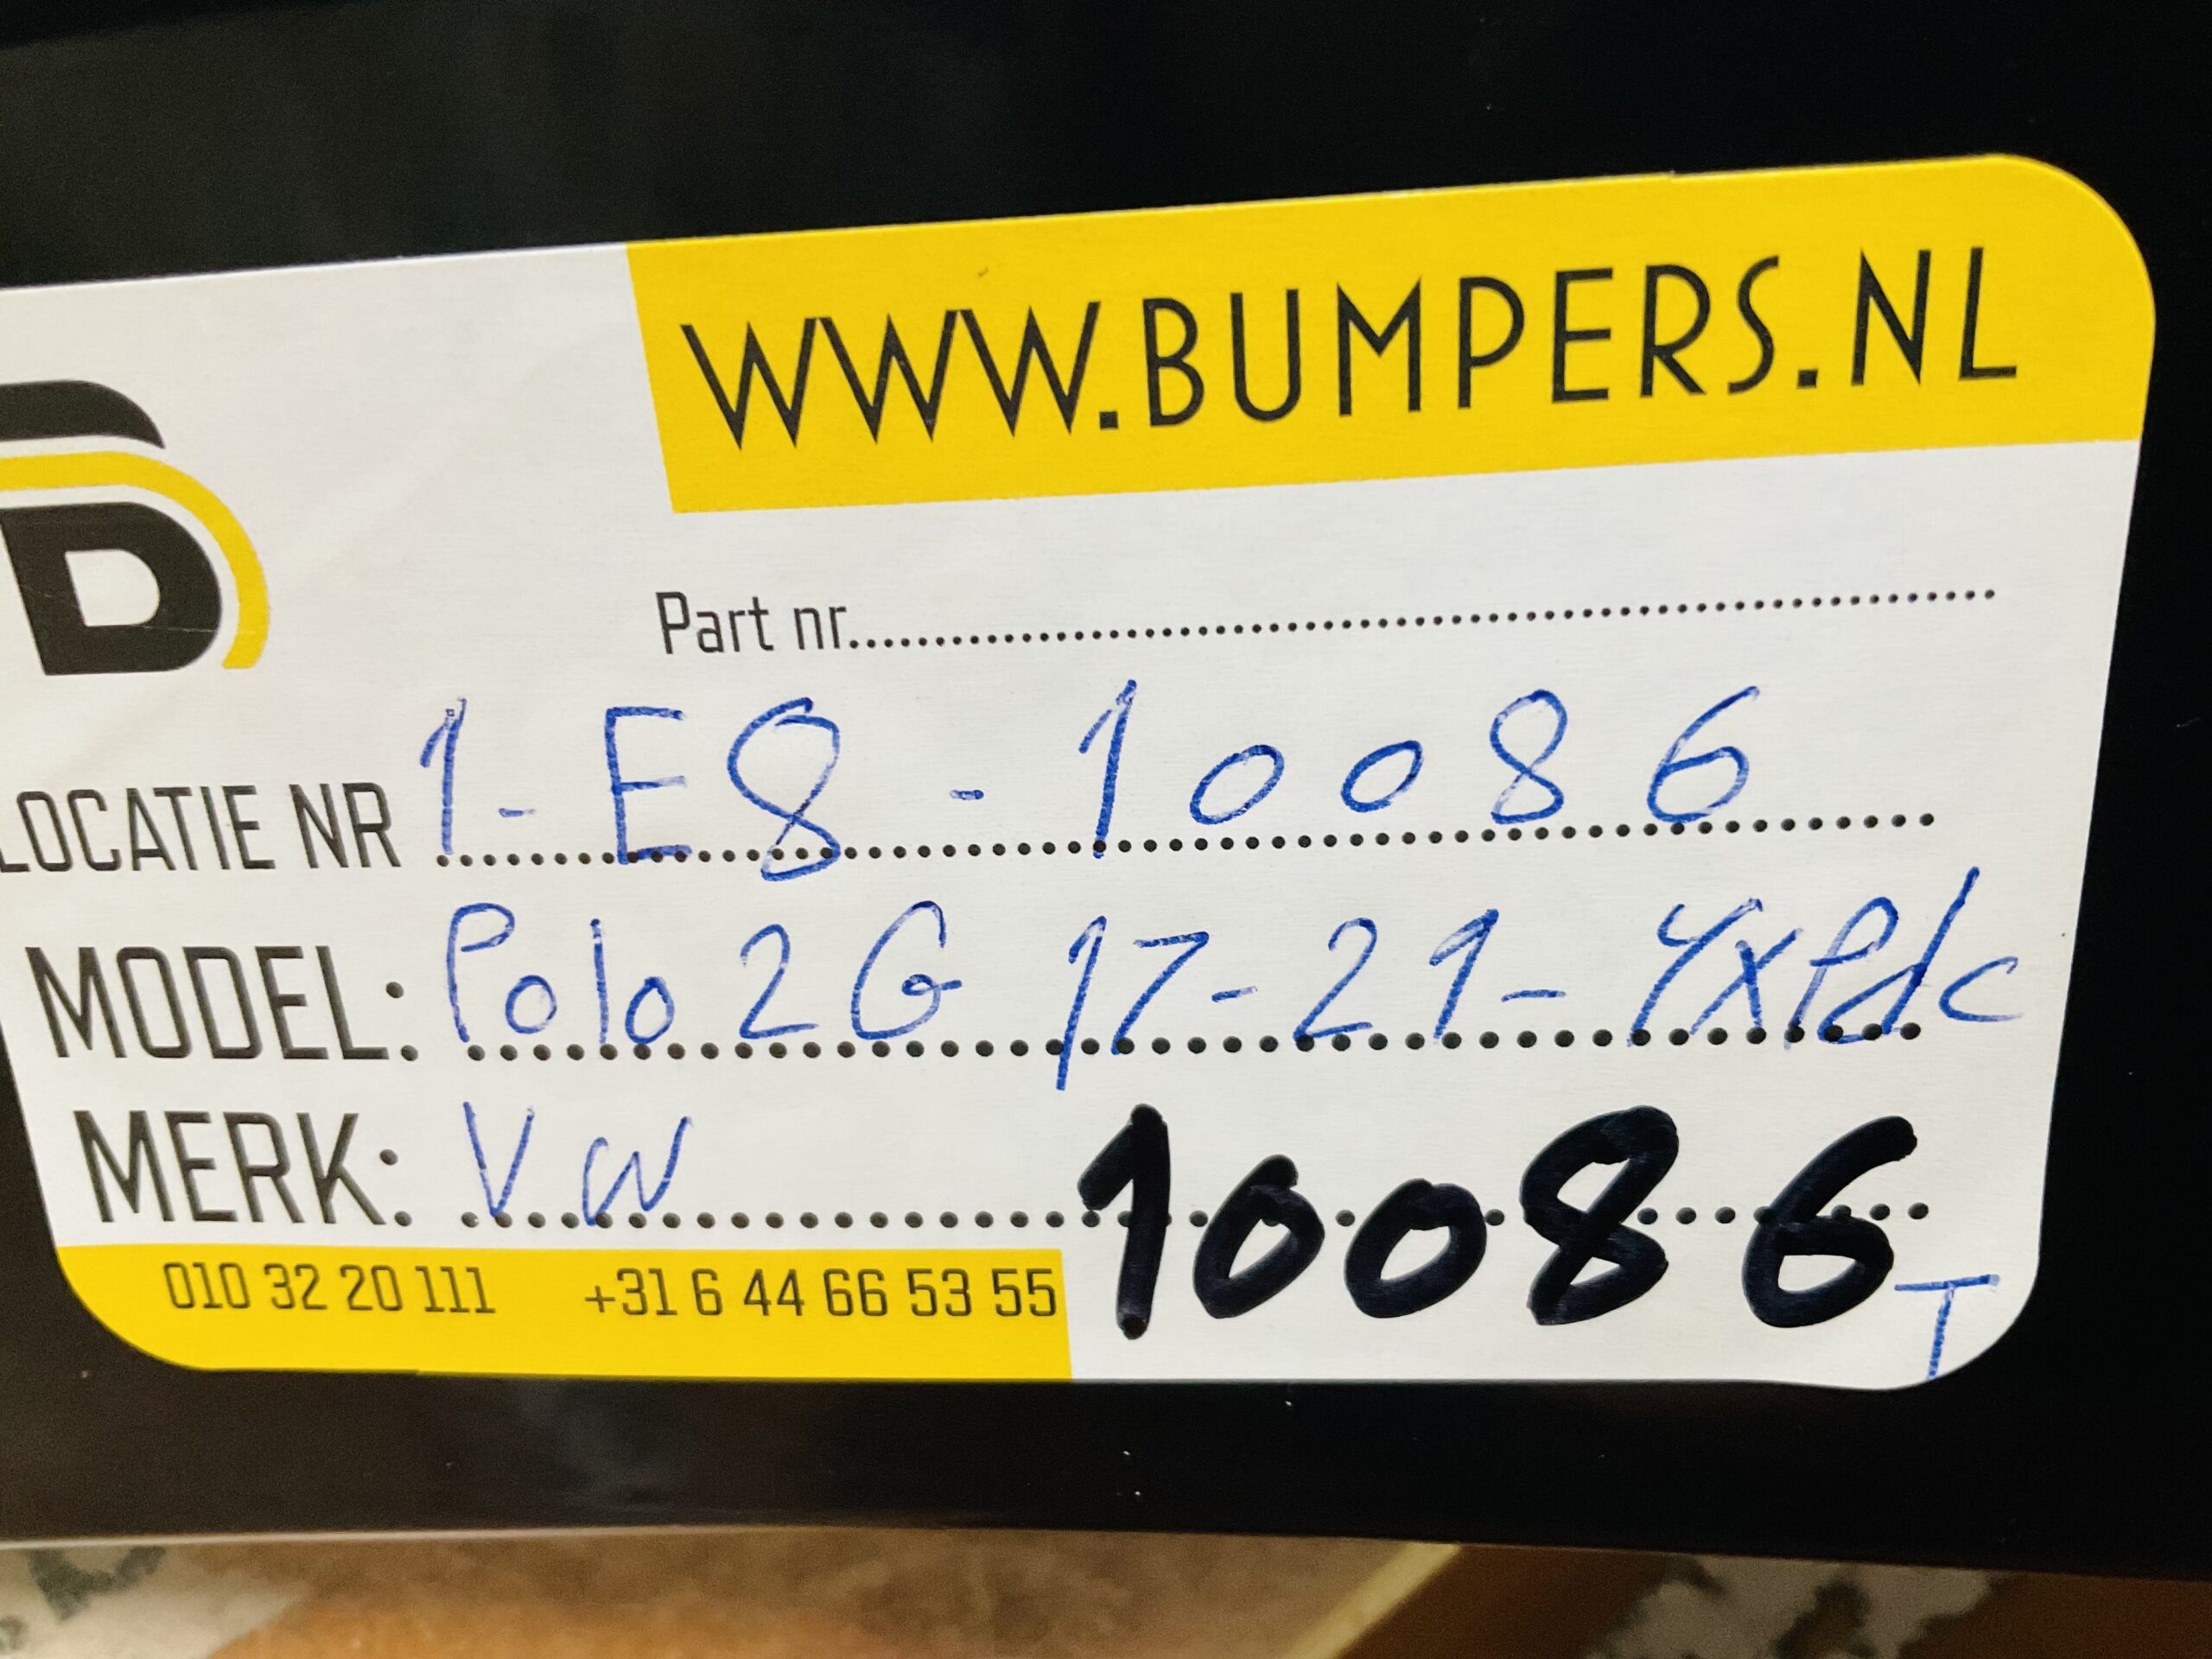 WWW.BUMPERS.NL
Part nr...............................................
LOCATIE NR 1-E8-10086
MODEL: Polo 2G 17-21-4xPdc
MERK: VW
10086
010 32 20 111 +31 6 44 66 53 55
T